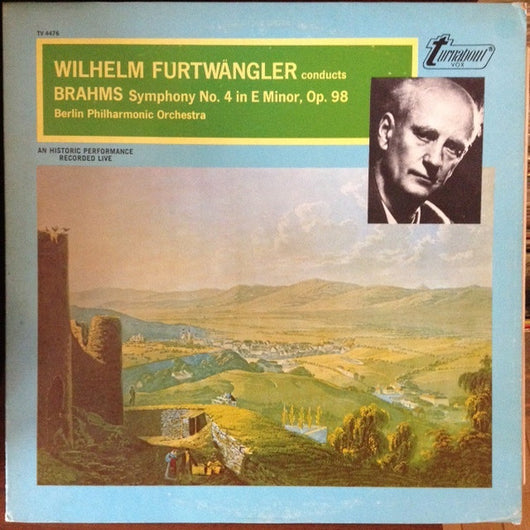 TV 4476
WILHELM FURTWÄNGLER conducts
BRAHMS Symphony No. 4 in E Minor, Op. 98
Berlin Philharmonic Orchestra
turnabout®
VOX
AN HISTORIC PERFORMANCE
RECORDED LIVE